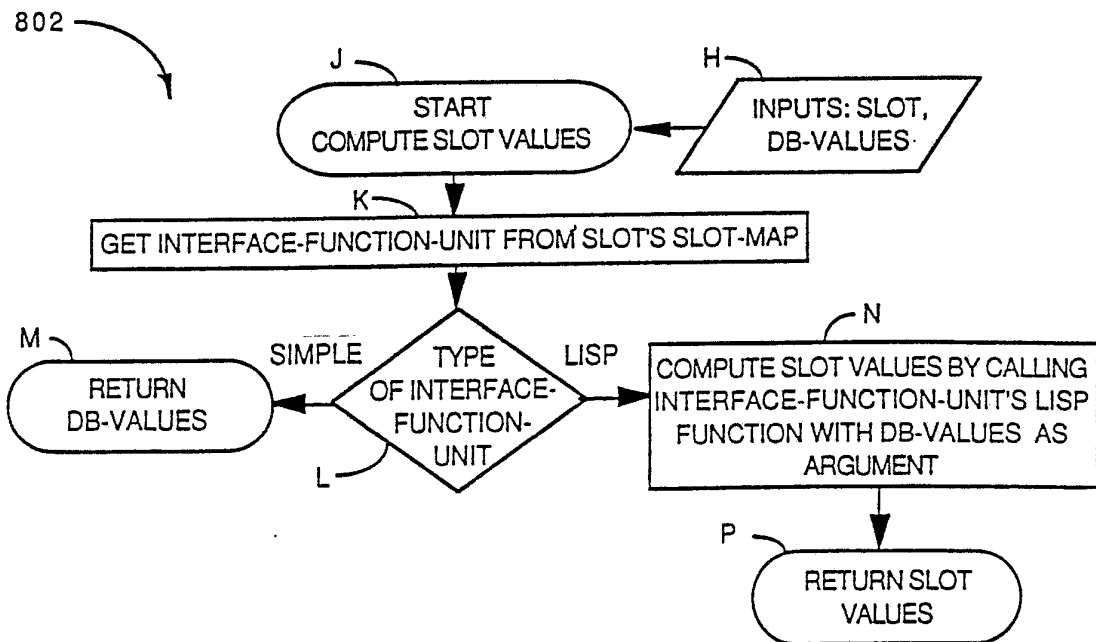 802
J
H
START
COMPUTE SLOT VALUES
INPUTS: SLOT,
DB-VALUES
K
GET INTERFACE-FUNCTION-UNIT FROM SLOT'S SLOT-MAP
M
SIMPLE
TYPE
OF INTERFACE-
FUNCTION-
UNIT
LISP
N
RETURN
DB-VALUES
L
COMPUTE SLOT VALUES BY CALLING
INTERFACE-FUNCTION-UNIT'S LISP
FUNCTION WITH DB-VALUES AS
ARGUMENT
P
RETURN SLOT
VALUES